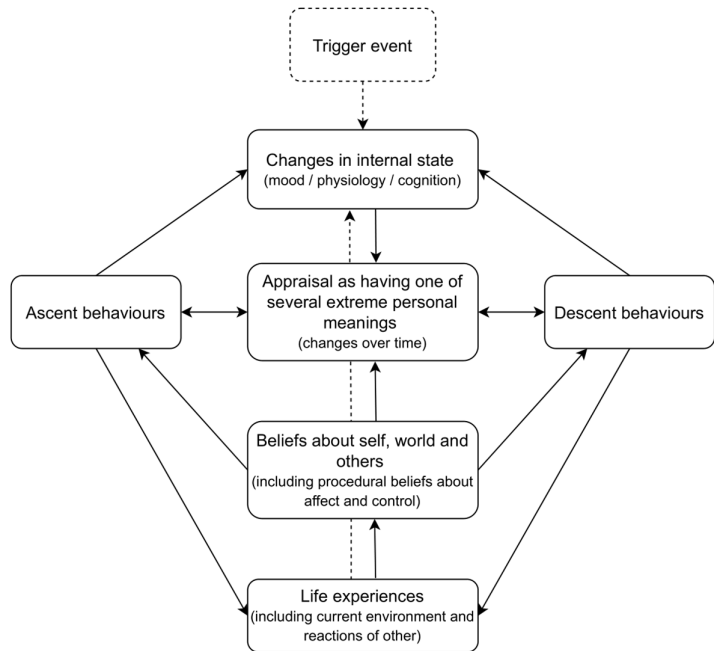 Trigger event
Changes in internal state
(mood / physiology / cognition)
Appraisal as having one of
several extreme personal
meanings
(changes over time)
Ascent behaviours
Descent behaviours
Beliefs about self, world and
others
(including procedural beliefs about
affect and control)
Life experiences
(including current environment and
reactions of other)